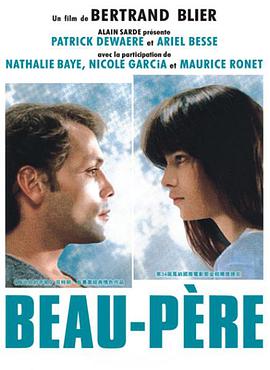 Un film de BERTRAND BLIER
ALAIN SARDE présente
PATRICK DEWAERE et ARIEL BESSE
avec la participation de
NATHALIE BAYE, NICOLE GARCiA et MAURICE RONET
BEAU-PÈRE